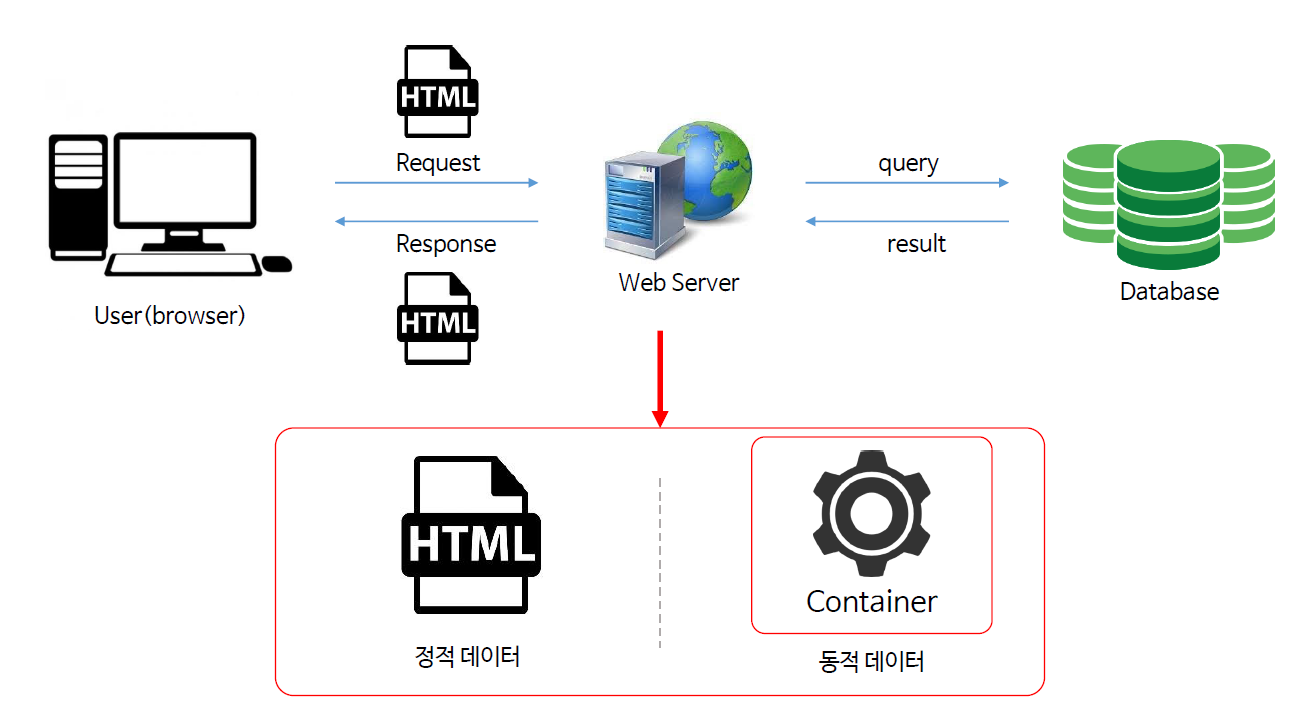 HTML
Request
Response
HTML
User(browser)
Web Server
query
result
Database
HTML
정적 데이터
Container
동적 데이터